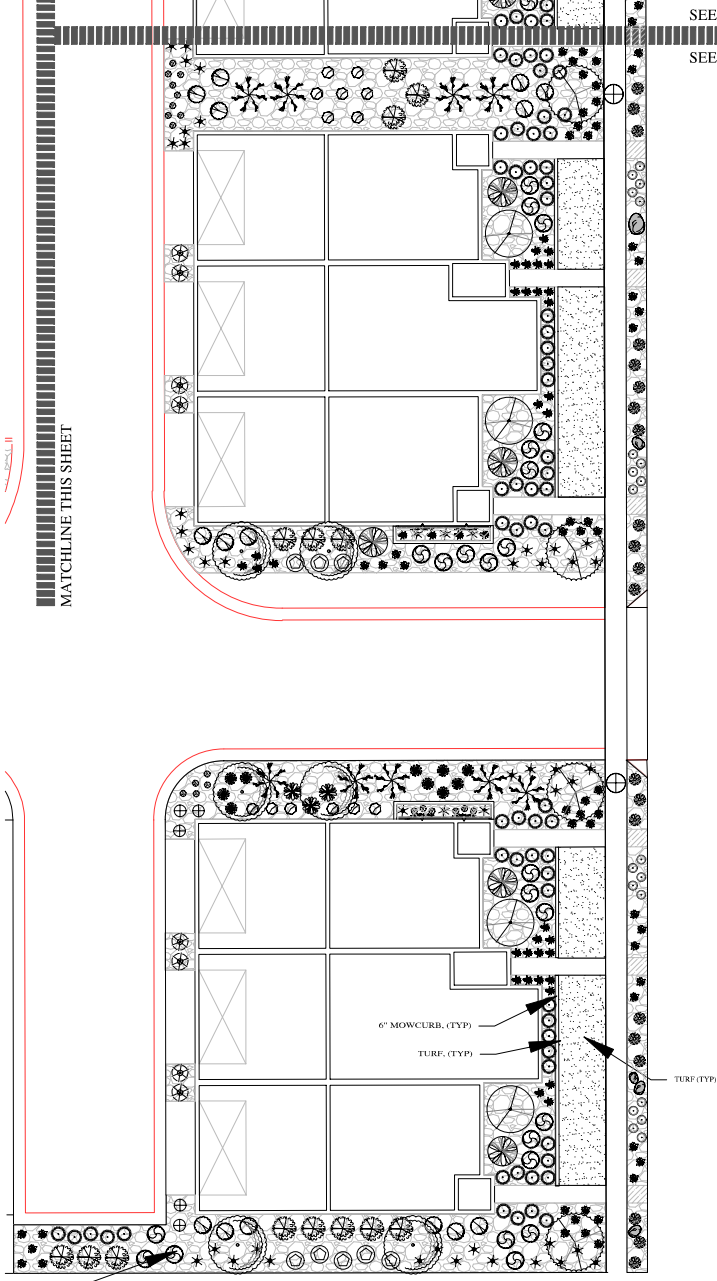 SEE
SEE
MATCHLINE THIS SHEET
6" MOWCURB, (TYP)
TURF, (TYP)
TURF (TYP)